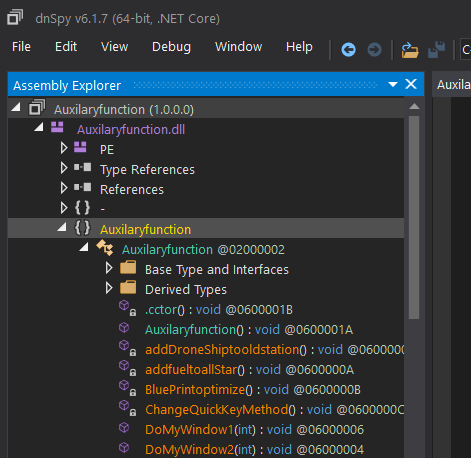 dnSpy v6.1.7 (64-bit, .NET Core)
File Edit View Debug Window Help
Assembly Explorer
Auxila
Auxilaryfunction (1.0.0.0)
Auxilaryfunction.dll
PE
Type References
References
{ } -
{ } Auxilaryfunction
Auxilaryfunction @02000002
Base Type and Interfaces
Derived Types
.cctor() : void @0600001B
Auxilaryfunction() : void @0600001A
addDroneShiptooldstation() : void @0600000
addfueltoallStar() : void @0600000A
BluePrintoptimize() : void @0600000B
ChangeQuickKeyMethod() : void @0600000C
DoMyWindow1(int) : void @06000006
DoMyWindow2(int) : void @06000004